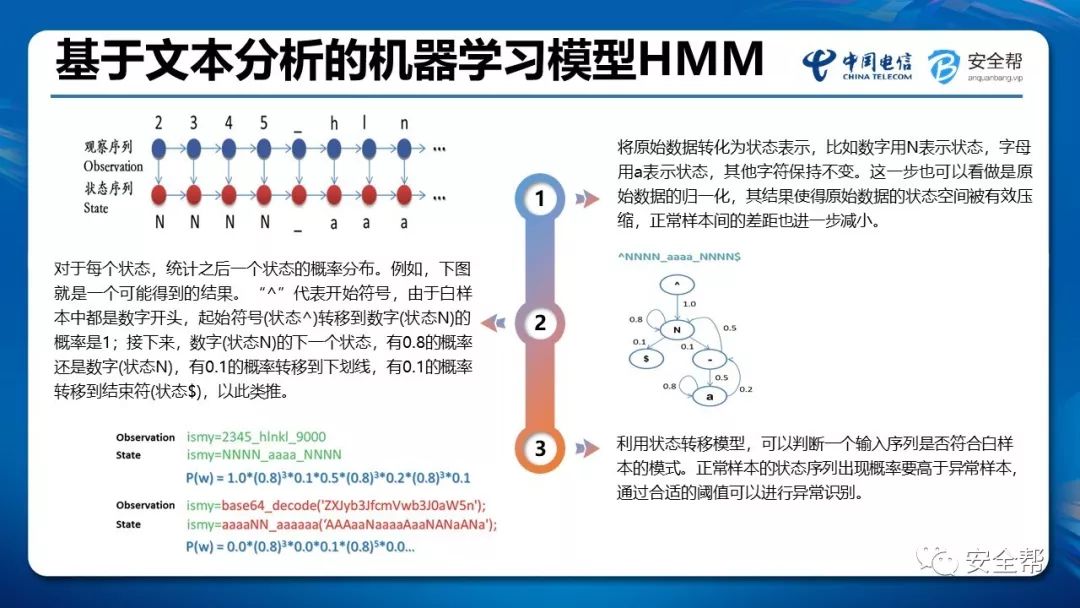 基于文本分析的机器学习模型HMM
中国电信
CHINA TELECOM
安全帮
anquanbang.vip
2 3 4 5 _ h l n
观察序列
Observation
...
状态序列
State
...
N N N N _ a a a
1
将原始数据转化为状态表示，比如数字用N表示状态，字母
用a表示状态，其他字符保持不变。这一步也可以看做是原
始数据的归一化，其结果使得原始数据的状态空间被有效压
缩，正常样本间的差距也进一步减小。
对于每个状态，统计之后一个状态的概率分布。例如，下图
就是一个可能得到的结果。“^”代表开始符号，由于白样
本中都是数字开头，起始符号(状态^)转移到数字(状态N)的
概率是1；接下来，数字(状态N)的下一个状态，有0.8的概率
还是数字(状态N)，有0.1的概率转移到下划线，有0.1的概率
转移到结束符(状态$)，以此类推。
2
^NNNN_aaaa_NNNN$
^
1.0
0.8
N
0.5
0.1
0.1
$
-
0.5
0.8
0.2
a
Observation ismy=2345_hlnkl_9000
State ismy=NNNN_aaaa_NNNN
P(w) = 1.0*(0.8)³*0.1*0.5*(0.8)³*0.2*(0.8)³*0.1
Observation ismy=base64_decode('ZXJyb3JfcmVwb3J0aW5n');
State ismy=aaaaNN_aaaaaa('AAAaaNaaaaAaaNANaANa');
P(w) = 0.0*(0.8)³*0.0*0.1*(0.8)⁵*0.0...
3
利用状态转移模型，可以判断一个输入序列是否符合白样
本的模式。正常样本的状态序列出现概率要高于异常样本，
通过合适的阈值可以进行异常识别。
安全帮